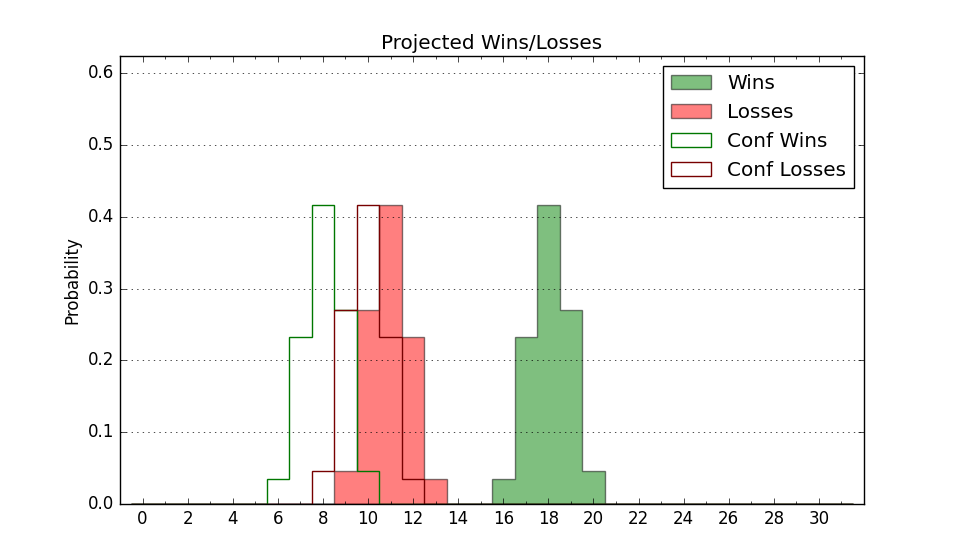 Projected Wins/Losses
0.6
0.5
0.4
0.3
0.2
0.1
0.0
Probability
Wins
Losses
Conf Wins
Conf Losses
0 2 4 6 8 10 12 14 16 18 20 22 24 26 28 30